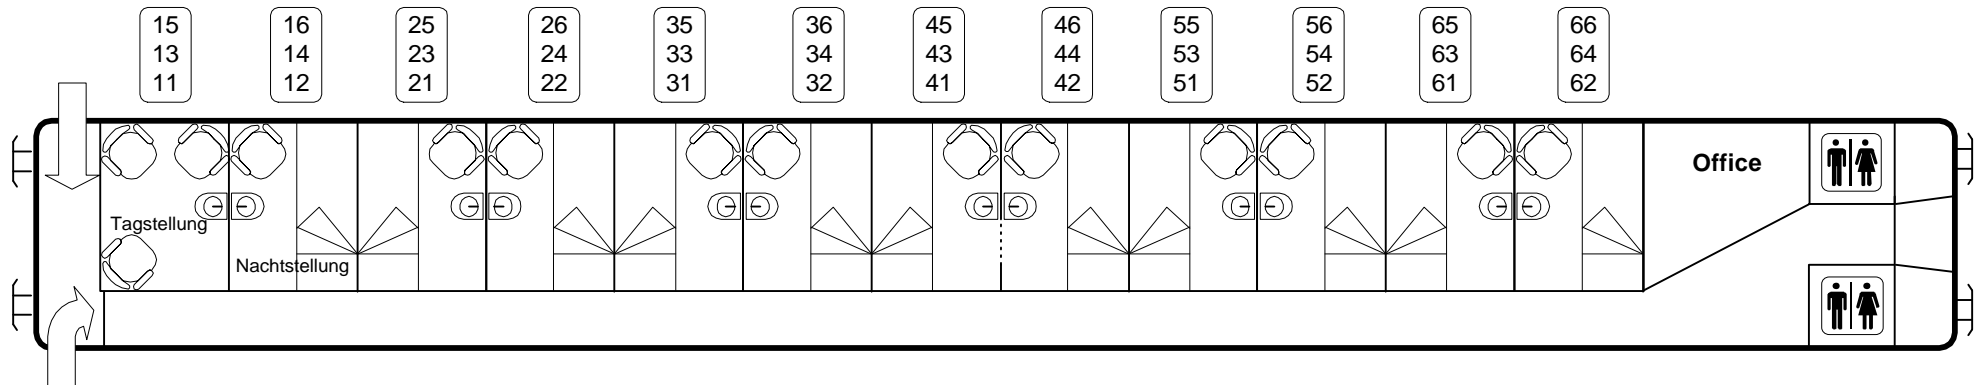 15 16 25 26 35 36 45 46 55 56 65 66
13 14 23 24 33 34 43 44 53 54 63 64
11 12 21 22 31 32 41 42 51 52 61 62
Office
Tagstellung
Nachtstellung